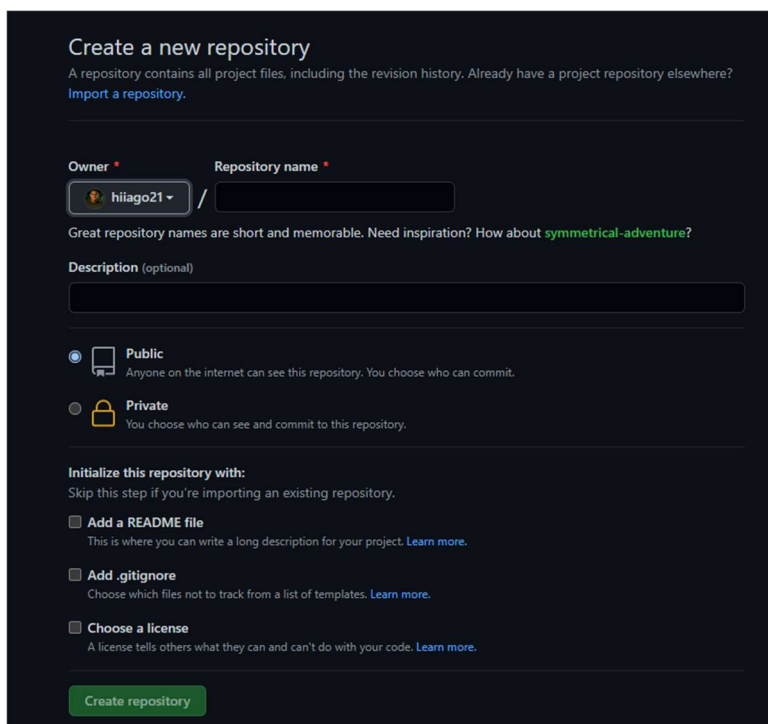 Create a new repository
A repository contains all project files, including the revision history. Already have a project repository elsewhere?
Import a repository.
Owner *
Repository name *
hiiago21
/
Great repository names are short and memorable. Need inspiration? How about symmetrical-adventure?
Description (optional)
Public
Anyone on the internet can see this repository. You choose who can commit.
Private
You choose who can see and commit to this repository.
Initialize this repository with:
Skip this step if you're importing an existing repository.
Add a README file
This is where you can write a long description for your project. Learn more.
Add .gitignore
Choose which files not to track from a list of templates. Learn more.
Choose a license
A license tells others what they can and can't do with your code. Learn more.
Create repository